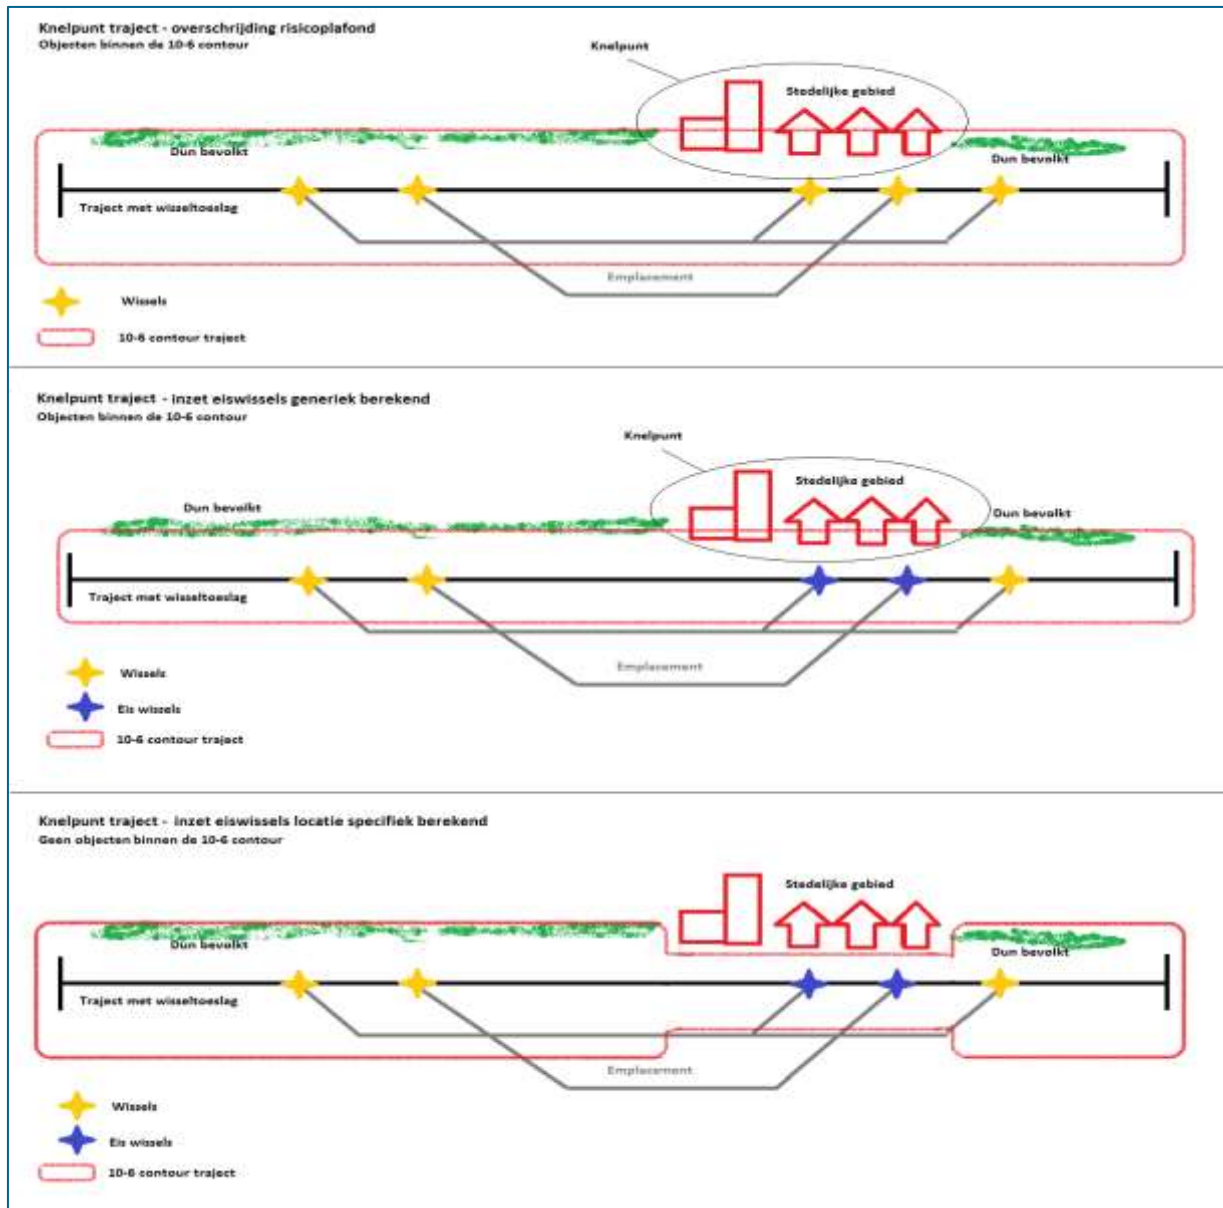 Knelpunt traject - overschrijding risicoplafond
Objecten binnen de 10-6 contour
Knelpunt
Stedelijke gebied
Dun bevolkt
Dun bevolkt
Traject met wisseltoeslag
Emplacement
Wissels
10-6 contour traject
Knelpunt traject - inzet eiswissels generiek berekend
Objecten binnen de 10-6 contour
Knelpunt
Stedelijke gebied
Dun bevolkt
Dun bevolkt
Traject met wisseltoeslag
Emplacement
Wissels
Eis wissels
10-6 contour traject
Knelpunt traject - inzet eiswissels locatie specifiek berekend
Geen objecten binnen de 10-6 contour
Stedelijke gebied
Dun bevolkt
Dun bevolkt
Traject met wisseltoeslag
Emplacement
Wissels
Eis wissels
10-6 contour traject